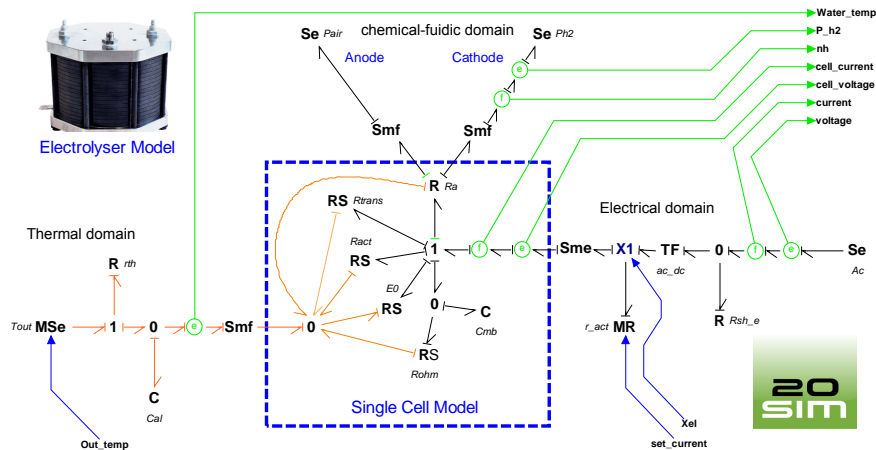 Water_temp
chemical-fuidic domain
Se Pair
Se Ph2
P_h2
nh
Anode
Cathode
e
cell_current
cell_voltage
f
current
Smf
Smf
voltage
Electrolyser Model
R Ra
RS Rtrans
Electrical domain
Thermal domain
Ract
1
f
e
Sme
X1
TF
0
f
e
Se
RS
ac_dc
Ac
R rth
E0
RS
0
C
Cmb
r_act
MR
R Rsh_e
Tout MSe
1
0
e
Smf
0
RS
Rohm
C
Cal
20
SIM
Single Cell Model
Xel
Out_temp
set_current